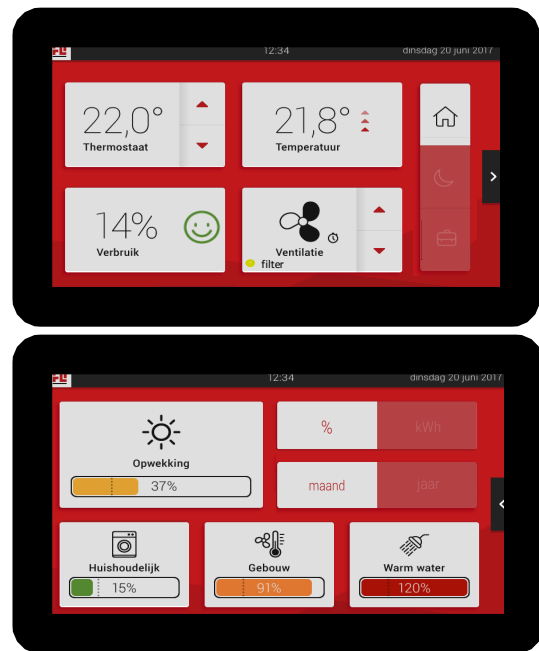 12:34 dinsdag 20 juni 2017
22,0° 21,8°
Thermostaat Temperatuur
14%
Verbruik Ventilatie
filter
12:34 dinsdag 20 juni 2017
% kWh
Opwekking
37% maand jaar
Huishoudelijk Gebouw Warm water
15% 91% 120%